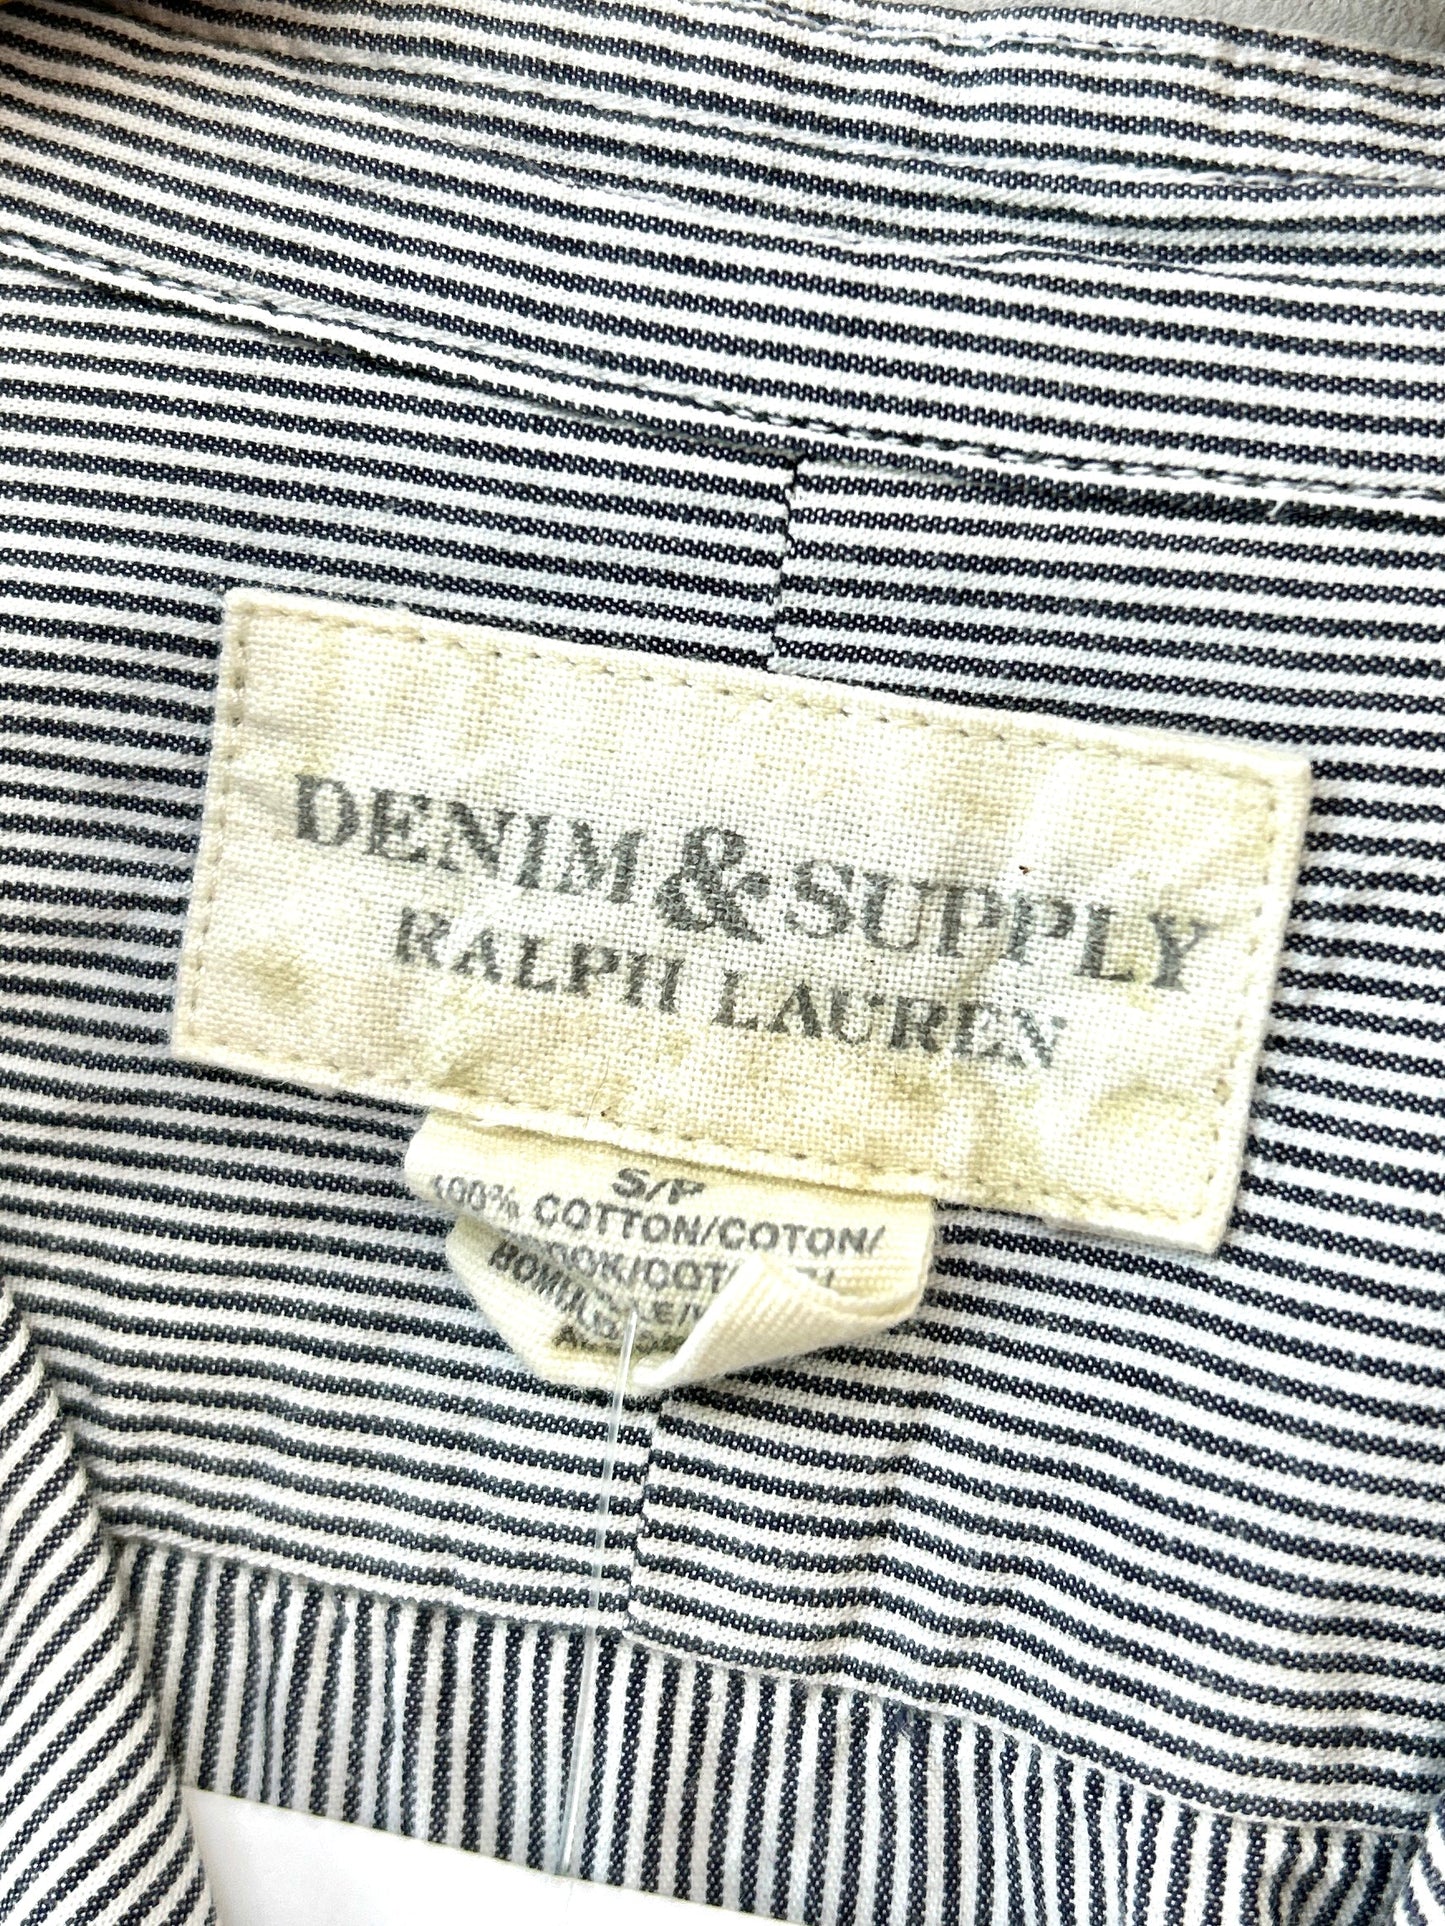 DENIM & SUPPLY
RALPH LAUREN
S/P
100% COTTON/COTON/